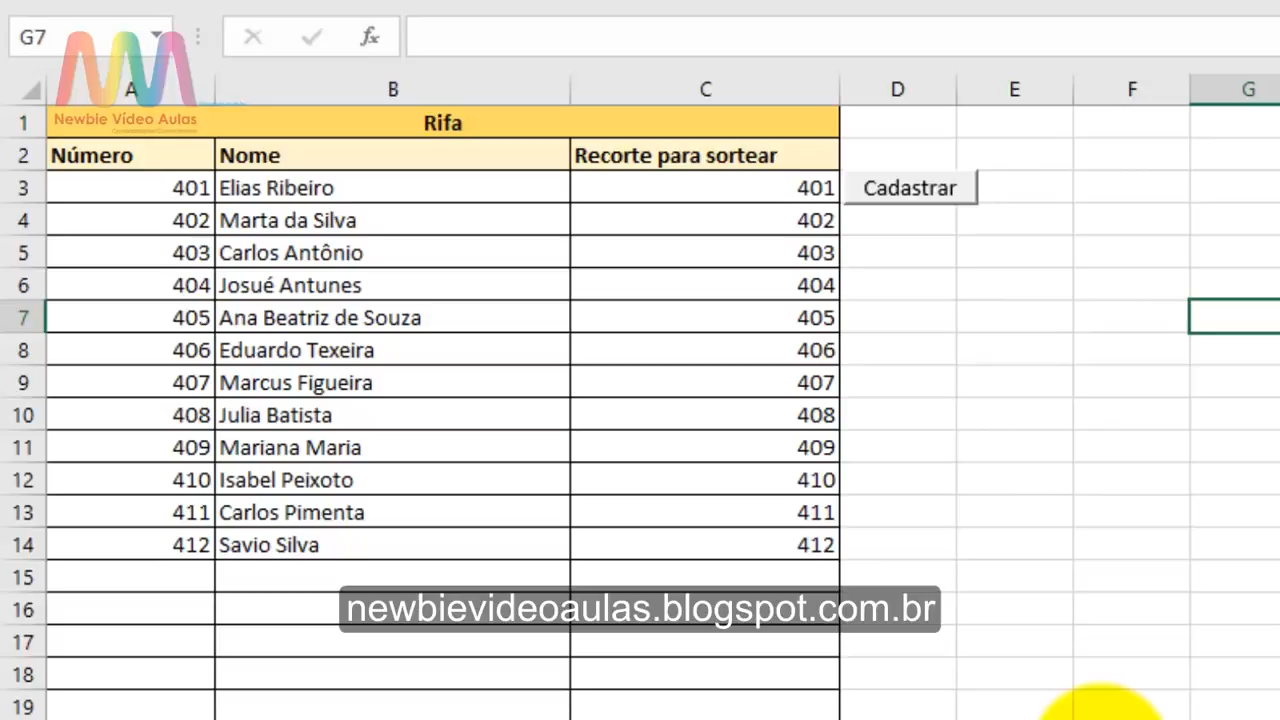 G7
fx
A B C D E F G
Newbie Vídeo Aulas
1 Rifa
2 Número Nome Recorte para sortear
3 401 Elias Ribeiro 401 Cadastrar
4 402 Marta da Silva 402
5 403 Carlos Antônio 403
6 404 Josué Antunes 404
7 405 Ana Beatriz de Souza 405
8 406 Eduardo Texeira 406
9 407 Marcus Figueira 407
10 408 Julia Batista 408
11 409 Mariana Maria 409
12 410 Isabel Peixoto 410
13 411 Carlos Pimenta 411
14 412 Savio Silva 412
15
16 newbievideoaulas.blogspot.com.br
17
18
19